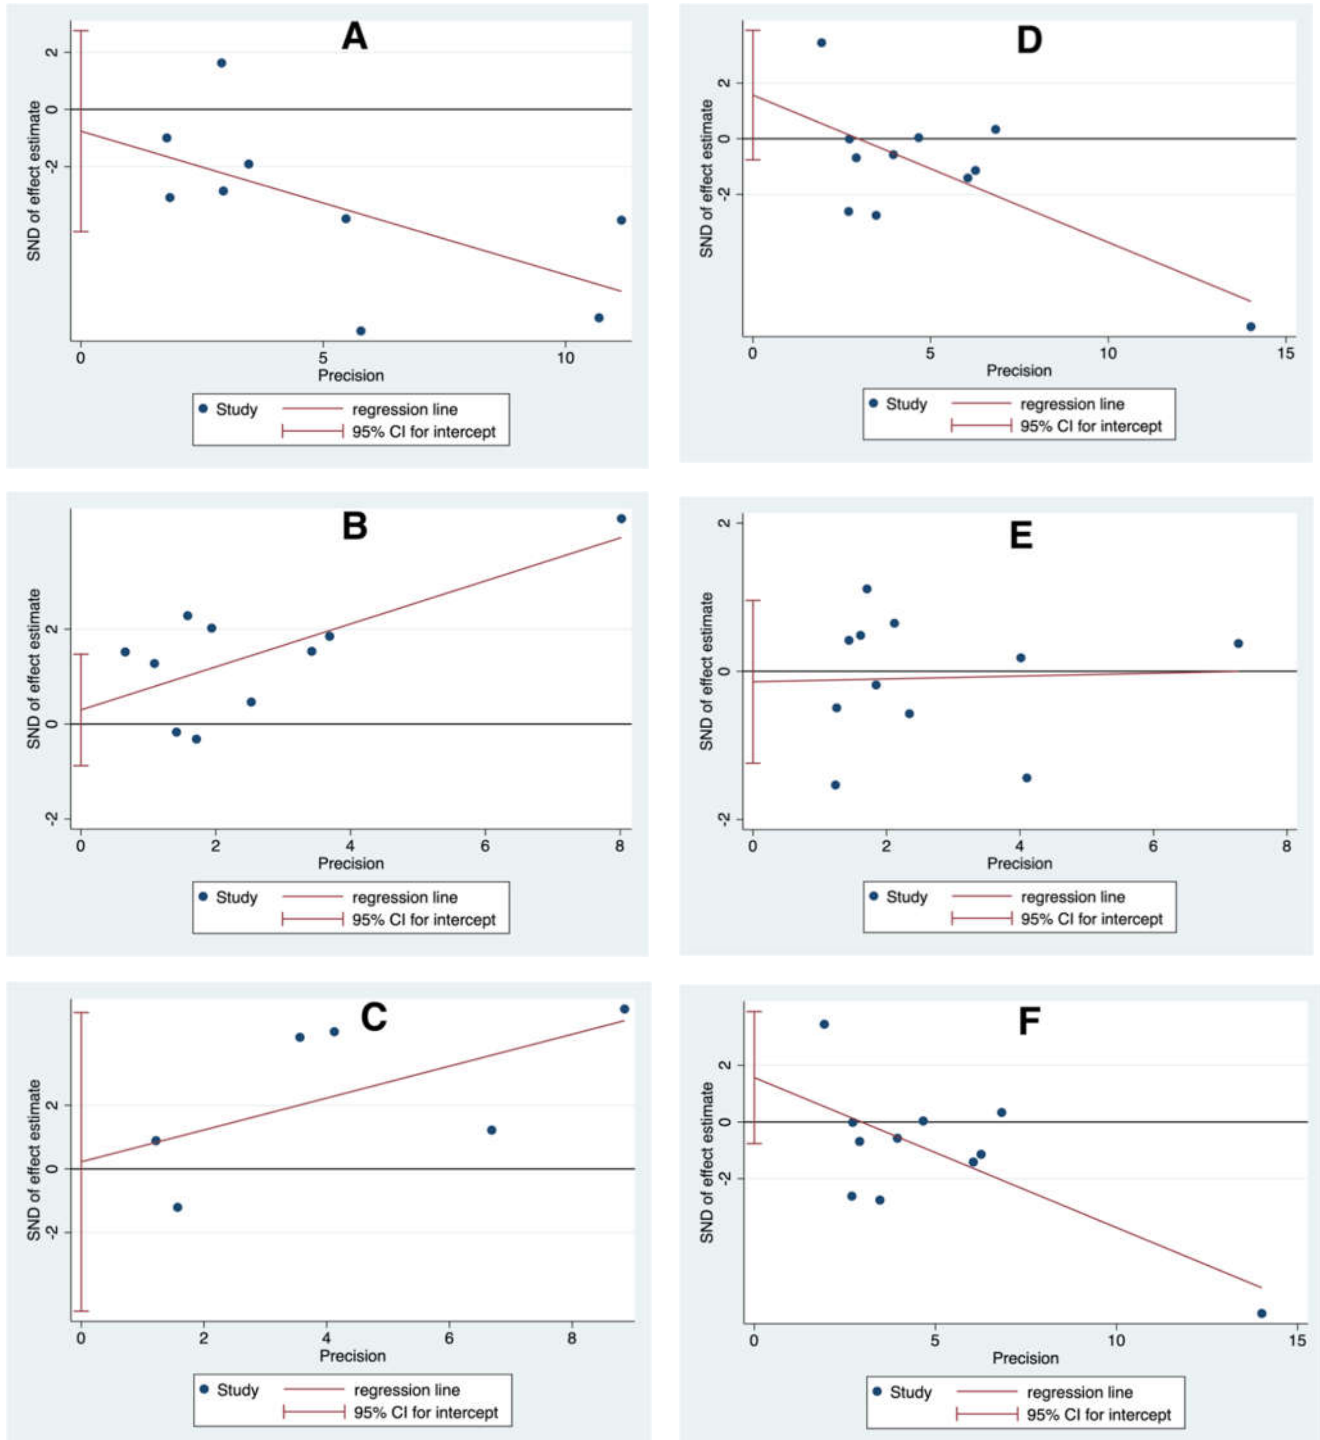 A
SND of effect estimate
2
0
-2
0
5
10
Precision
Study
regression line
95% CI for intercept
D
SND of effect estimate
2
0
-2
0
5
10
15
Precision
Study
regression line
95% CI for intercept
B
SND of effect estimate
2
0
-2
0
2
4
6
8
Precision
Study
regression line
95% CI for intercept
E
SND of effect estimate
2
0
-2
0
2
4
6
8
Precision
Study
regression line
95% CI for intercept
C
SND of effect estimate
2
0
-2
0
2
4
6
8
Precision
Study
regression line
95% CI for intercept
F
SND of effect estimate
2
0
-2
0
5
10
15
Precision
Study
regression line
95% CI for intercept